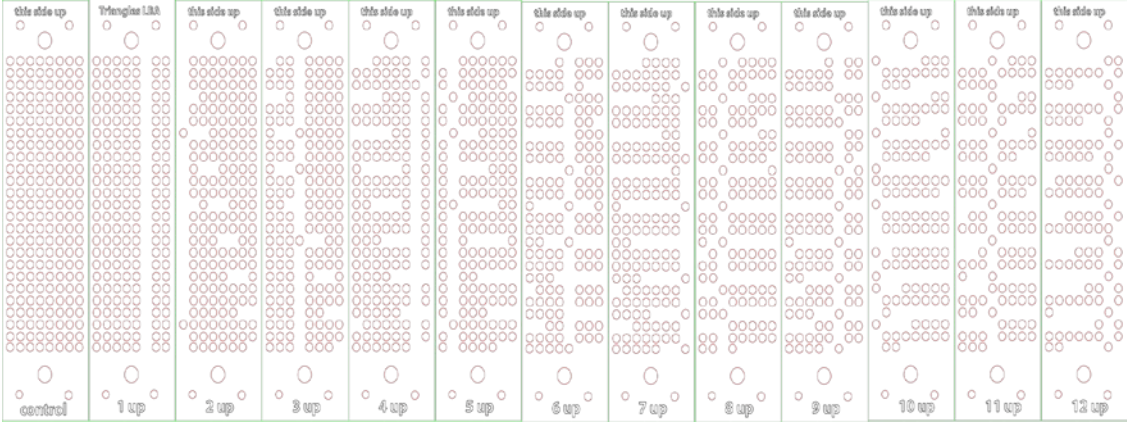 this side up
Triangles LBA
this side up
this side up
this side up
this side up
this side up
this side up
this side up
this side up
this side up
this side up
this side up
control
1 up
2 up
3 up
4 up
5 up
6 up
7 up
8 up
9 up
10 up
11 up
12 up